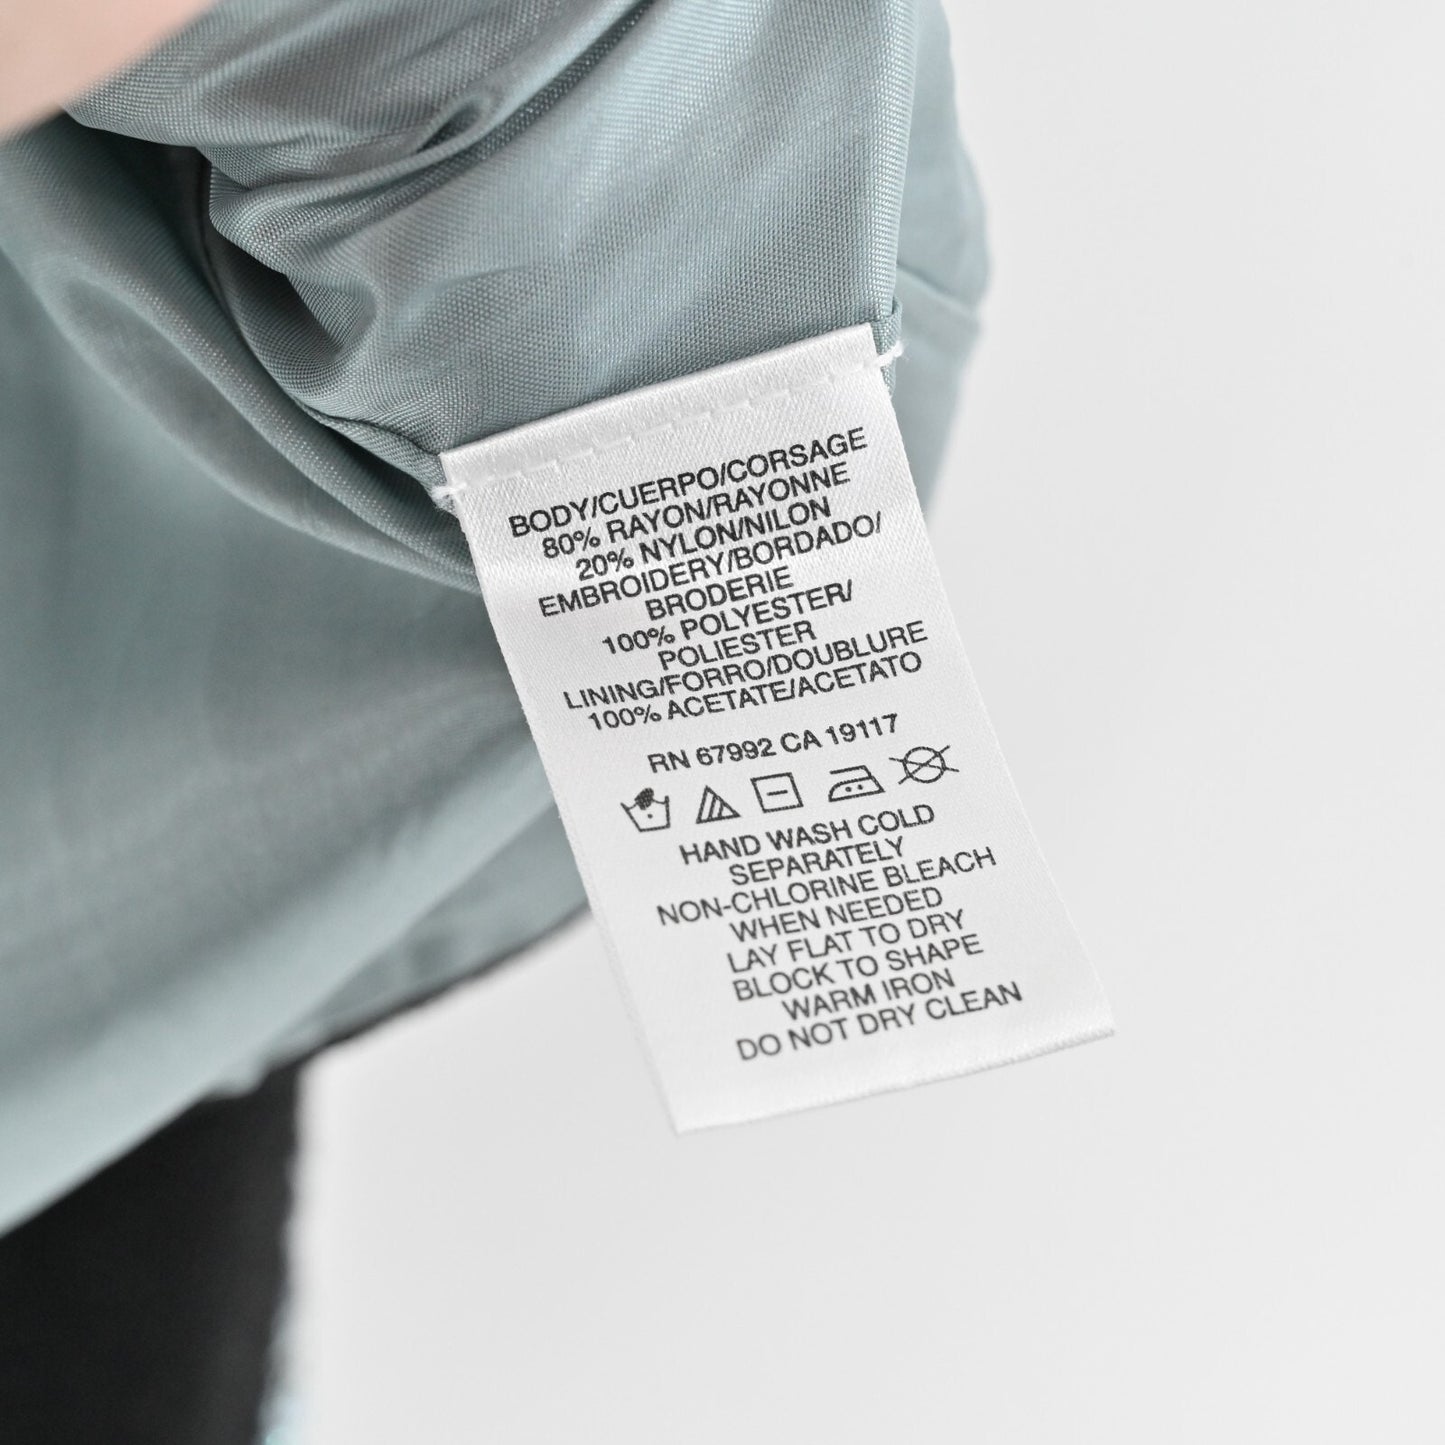 BODY/CUERPO/CORSAGE
80% RAYON/RAYONNE
20% NYLON/NILON
EMBROIDERY/BORDADO/
BRODERIE
100% POLYESTER/
POLIESTER
LINING/FORRO/DOUBLURE
100% ACETATE/ACETATO
RN 67992 CA 19117
HAND WASH COLD
SEPARATELY
NON-CHLORINE BLEACH
WHEN NEEDED
LAY FLAT TO DRY
BLOCK TO SHAPE
WARM IRON
DO NOT DRY CLEAN